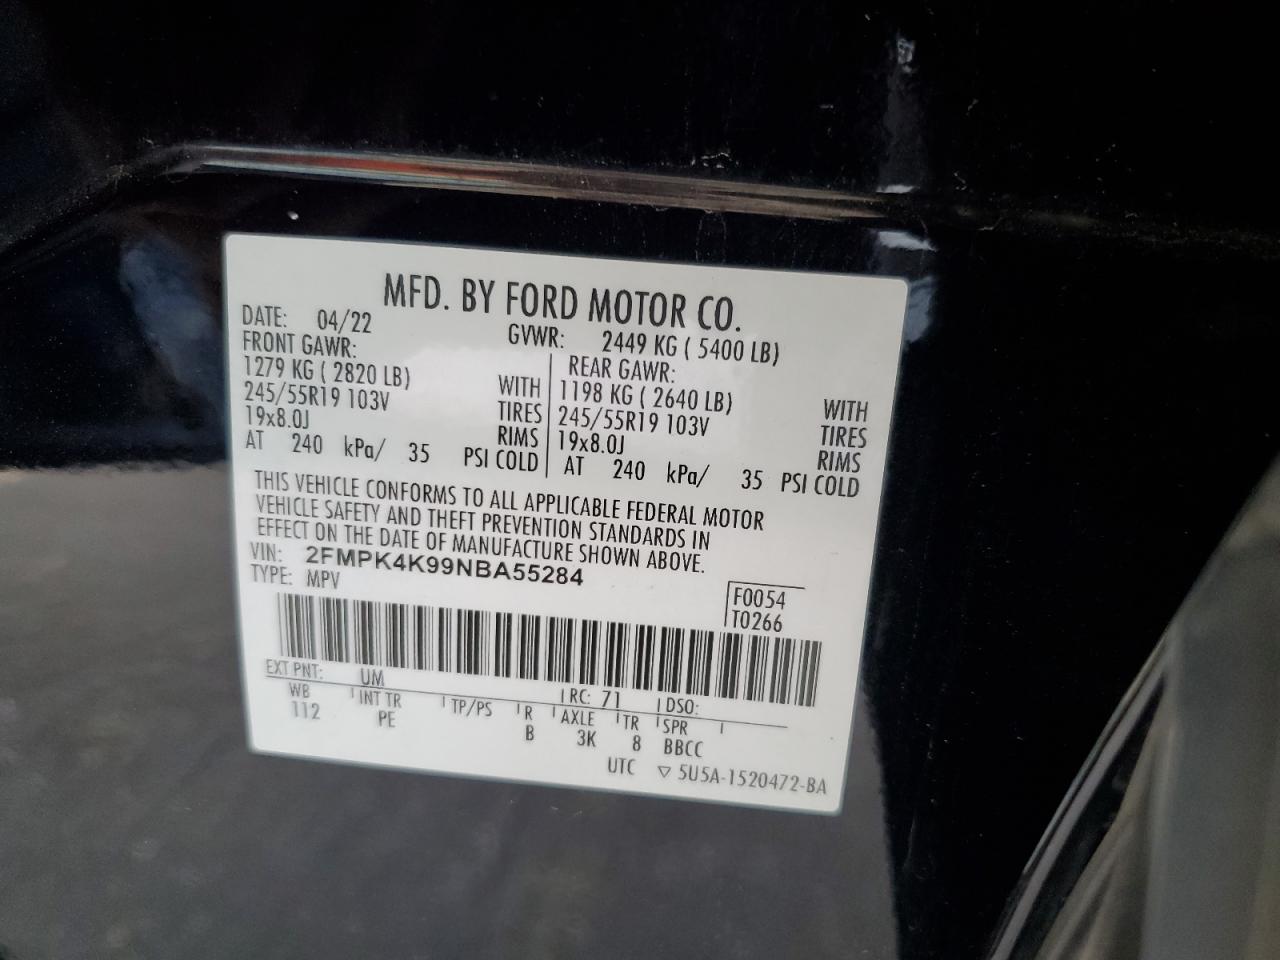 MFD. BY FORD MOTOR CO.
DATE: 04/22 GVWR: 2449 KG ( 5400 LB)
FRONT GAWR: REAR GAWR:
1279 KG ( 2820 LB) WITH 1198 KG ( 2640 LB) WITH
245/55R19 103V TIRES 245/55R19 103V TIRES
19x8.0J RIMS 19x8.0J RIMS
AT 240 kPa/ 35 PSI COLD AT 240 kPa/ 35 PSI COLD
THIS VEHICLE CONFORMS TO ALL APPLICABLE FEDERAL MOTOR
VEHICLE SAFETY AND THEFT PREVENTION STANDARDS IN
EFFECT ON THE DATE OF MANUFACTURE SHOWN ABOVE.
VIN: 2FMPK4K99NBA55284
TYPE: MPV
F0054
T0266
EXT PNT: UM RC: 71 DSO:
WB INT TR TP/PS R AXLE TR SPR
112 PE B 3K 8 BBCC
UTC ▽ 5U5A-1520472-BA